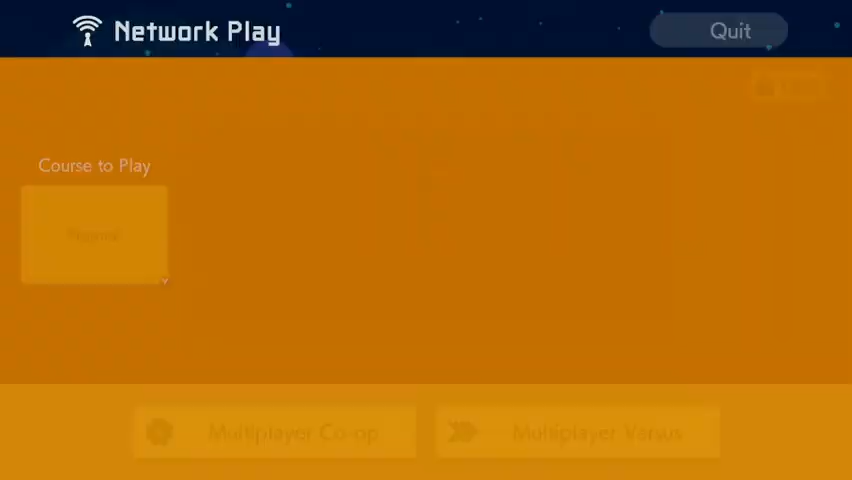 Network Play
Quit
Course to Play
Multiplayer Co-op
Multiplayer Versus